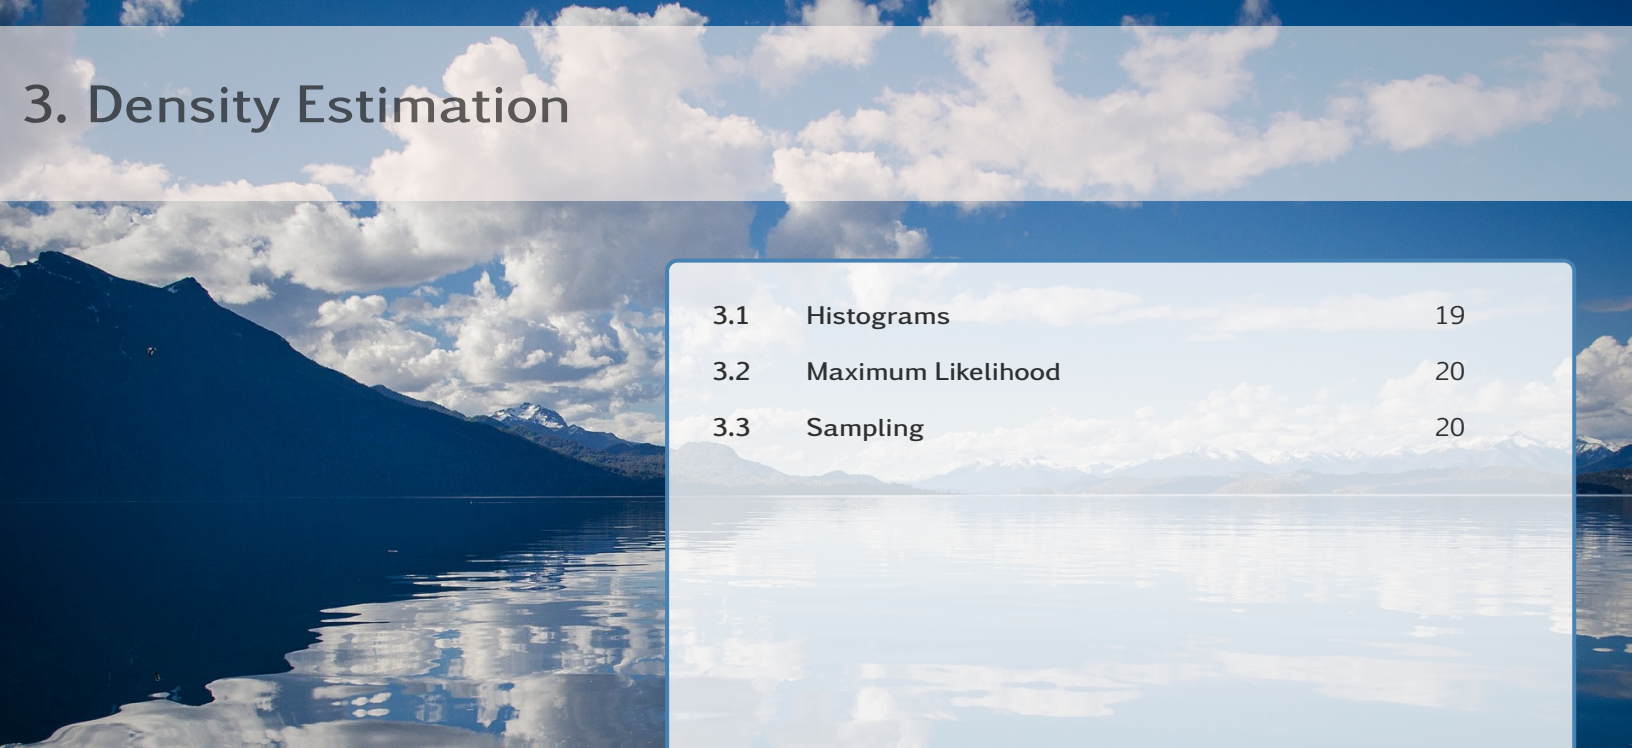 3. Density Estimation
3.1 Histograms 19
3.2 Maximum Likelihood 20
3.3 Sampling 20